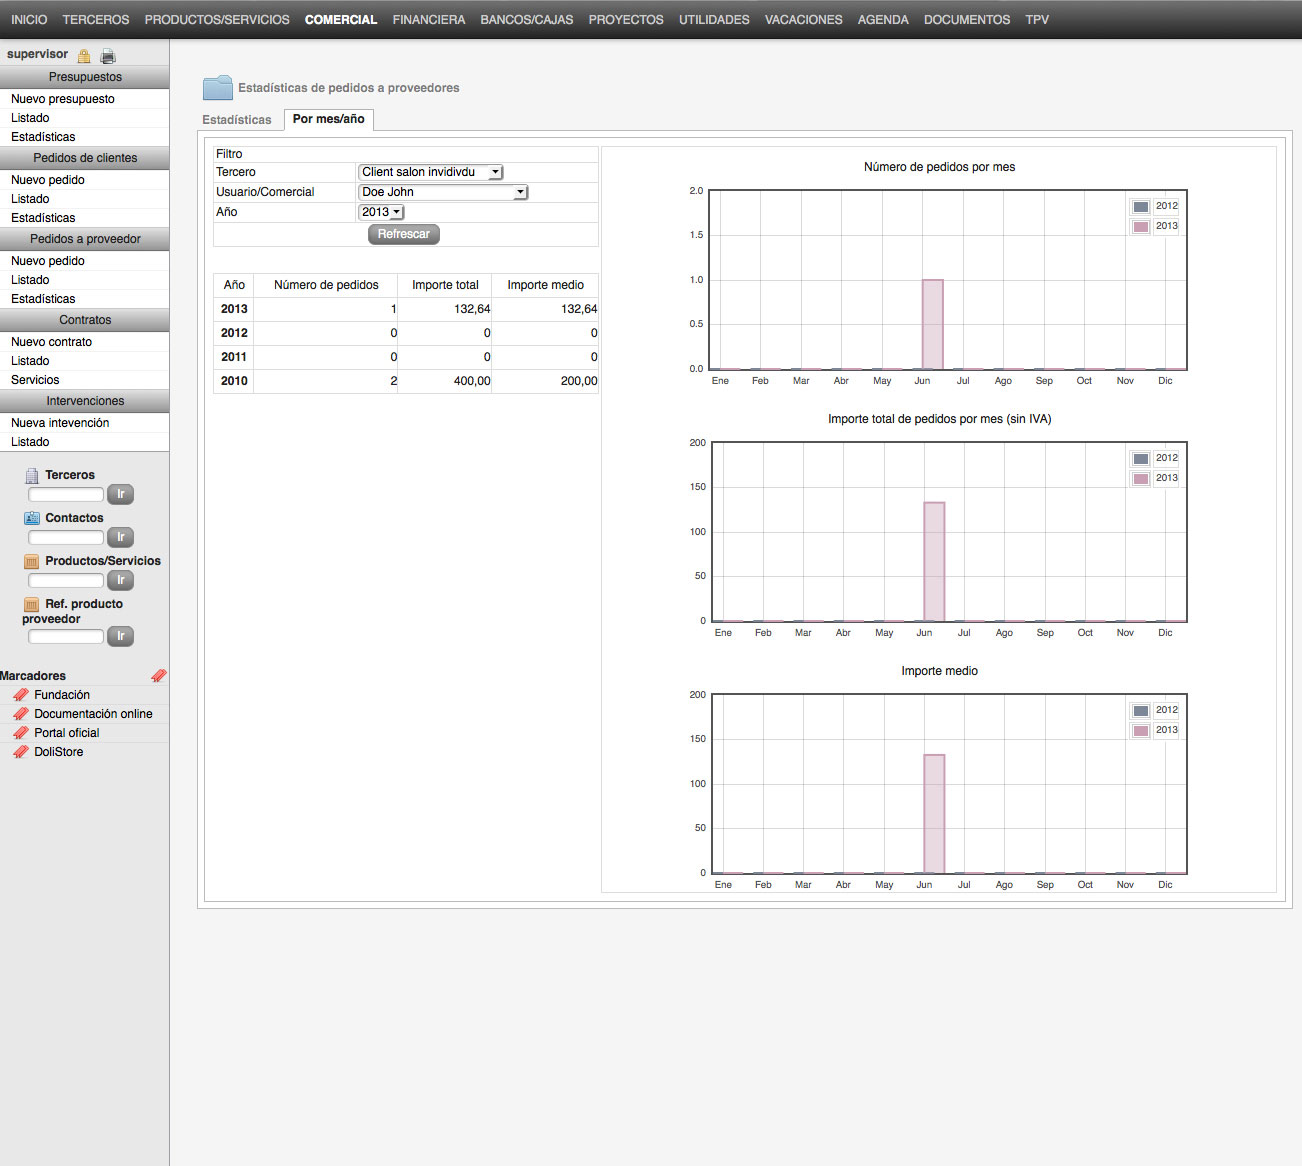 INICIO TERCEROS PRODUCTOS/SERVICIOS COMERCIAL FINANCIERA BANCOS/CAJAS PROYECTOS UTILIDADES VACACIONES AGENDA DOCUMENTOS TPV
supervisor
Presupuestos
Nuevo presupuesto
Listado
Estadísticas
Pedidos de clientes
Nuevo pedido
Listado
Estadísticas
Pedidos a proveedor
Nuevo pedido
Listado
Estadísticas
Contratos
Nuevo contrato
Listado
Servicios
Intervenciones
Nueva intevención
Listado
Terceros
Ir
Contactos
Ir
Productos/Servicios
Ir
Ref. producto
proveedor
Ir
Marcadores
Fundación
Documentación online
Portal oficial
DoliStore
Estadísticas de pedidos a proveedores
Estadísticas Por mes/año
Filtro
Tercero Client salon invidivdu
Usuario/Comercial Doe John
Año 2013
Refrescar
Año Número de pedidos Importe total Importe medio
2013 1 132,64 132,64
2012 0 0 0
2011 0 0 0
2010 2 400,00 200,00
Número de pedidos por mes
2.0
1.5
1.0
0.5
0.0
2012
2013
Ene Feb Mar Abr May Jun Jul Ago Sep Oct Nov Dic
Importe total de pedidos por mes (sin IVA)
200
150
100
50
0
2012
2013
Ene Feb Mar Abr May Jun Jul Ago Sep Oct Nov Dic
Importe medio
200
150
100
50
0
2012
2013
Ene Feb Mar Abr May Jun Jul Ago Sep Oct Nov Dic